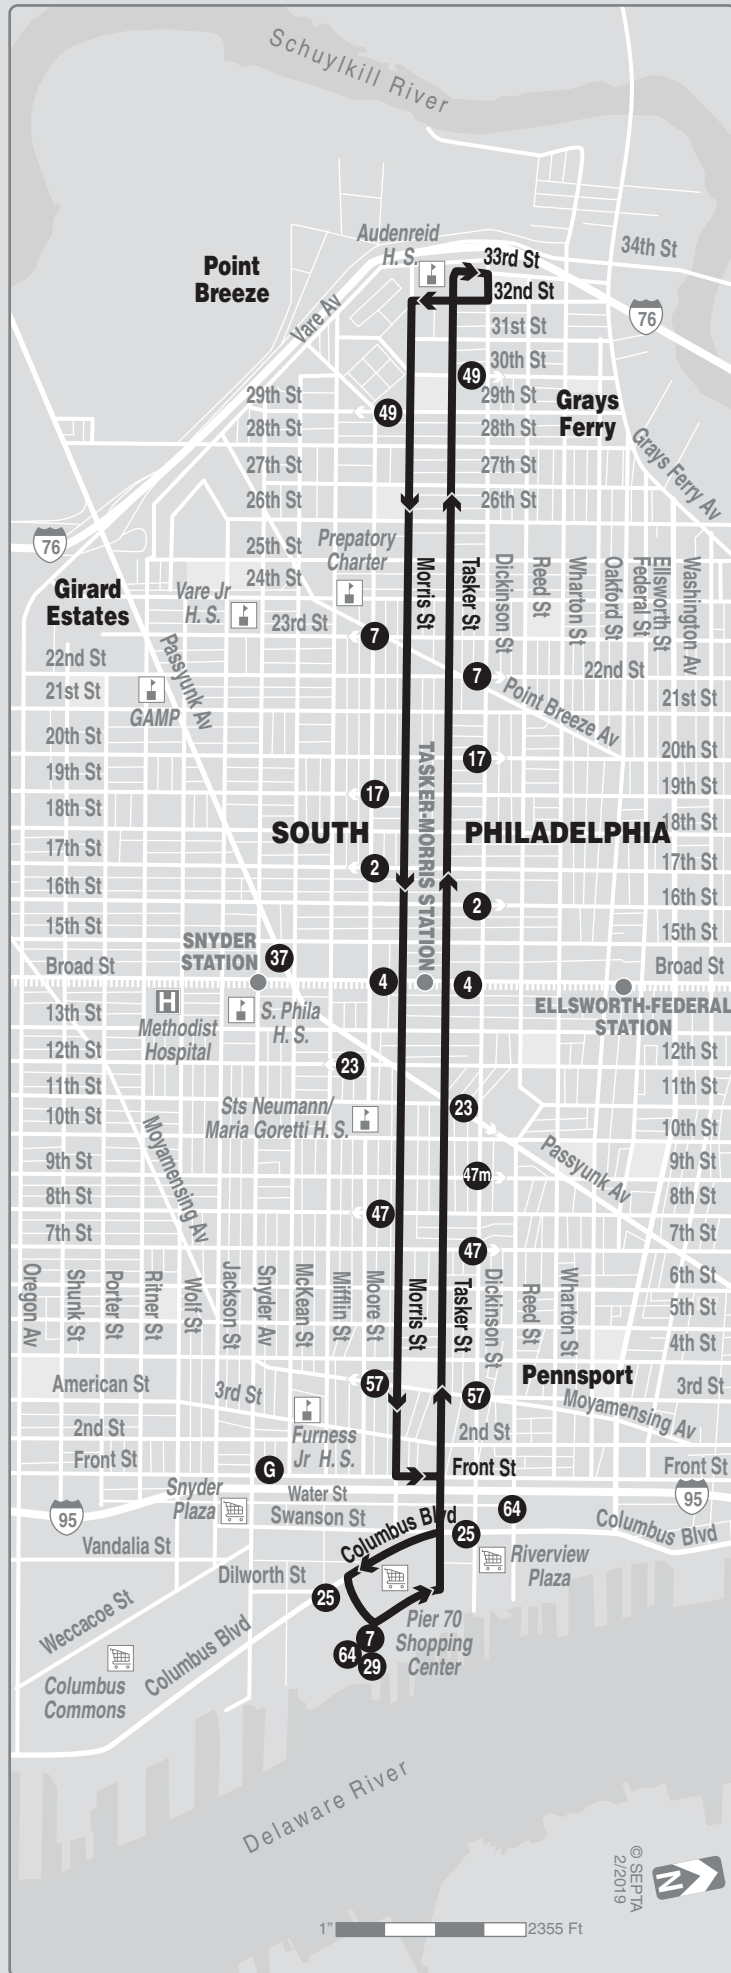 Schuylkill River
Audenreid
H. S.
34th St
33rd St
Point
Breeze
32nd St
Vare Av
76
31st St
30th St
49
29th St
29th St
Grays
Ferry
49
28th St
28th St
Grays Ferry Av
27th St
27th St
26th St
26th St
76
25th St
Prepatory
Charter
24th St
Girard
Estates
Vare Jr
H. S.
23rd St
Morris St
Tasker St
Dickinson St
Reed St
Wharton St
Oakford St
Federal St
Ellsworth St
Washington Av
7
22nd St
22nd St
7
Passyunk Av
21st St
GAMP
Point Breeze Av
21st St
20th St
20th St
17
19th St
19th St
17
TASKER-MORRIS STATION
18th St
18th St
SOUTH
PHILADELPHIA
17th St
17th St
2
16th St
16th St
2
15th St
15th St
SNYDER
STATION
37
Broad St
Broad St
4
4
H
S. Phila
H. S.
ELLSWORTH-FEDERAL
STATION
13th St
Methodist
Hospital
12th St
12th St
23
11th St
11th St
10th St
Sts Neumann/
Maria Goretti H. S.
23
10th St
Moyamensing Av
Passyunk Av
9th St
9th St
47m
8th St
8th St
47
7th St
7th St
47
Oregon Av
Shunk St
Porter St
Ritner St
Wolf St
Jackson St
Snyder Av
McKean St
Mifflin St
Moore St
Morris St
Tasker St
Dickinson St
Reed St
Wharton St
6th St
5th St
4th St
Pennsport
American St
3rd St
57
57
3rd St
Moyamensing Av
2nd St
Furness
Jr H. S.
2nd St
Front St
G
Front St
Front St
Snyder
Plaza
Water St
95
95
Swanson St
64
Columbus Blvd
25
Columbus Blvd
Vandalia St
Riverview
Plaza
Dilworth St
25
Weccacoe St
Pier 70
Shopping
Center
7
64
29
Columbus Blvd
Columbus
Commons
Delaware River
© SEPTA
2/2019
N
1”
2355 Ft